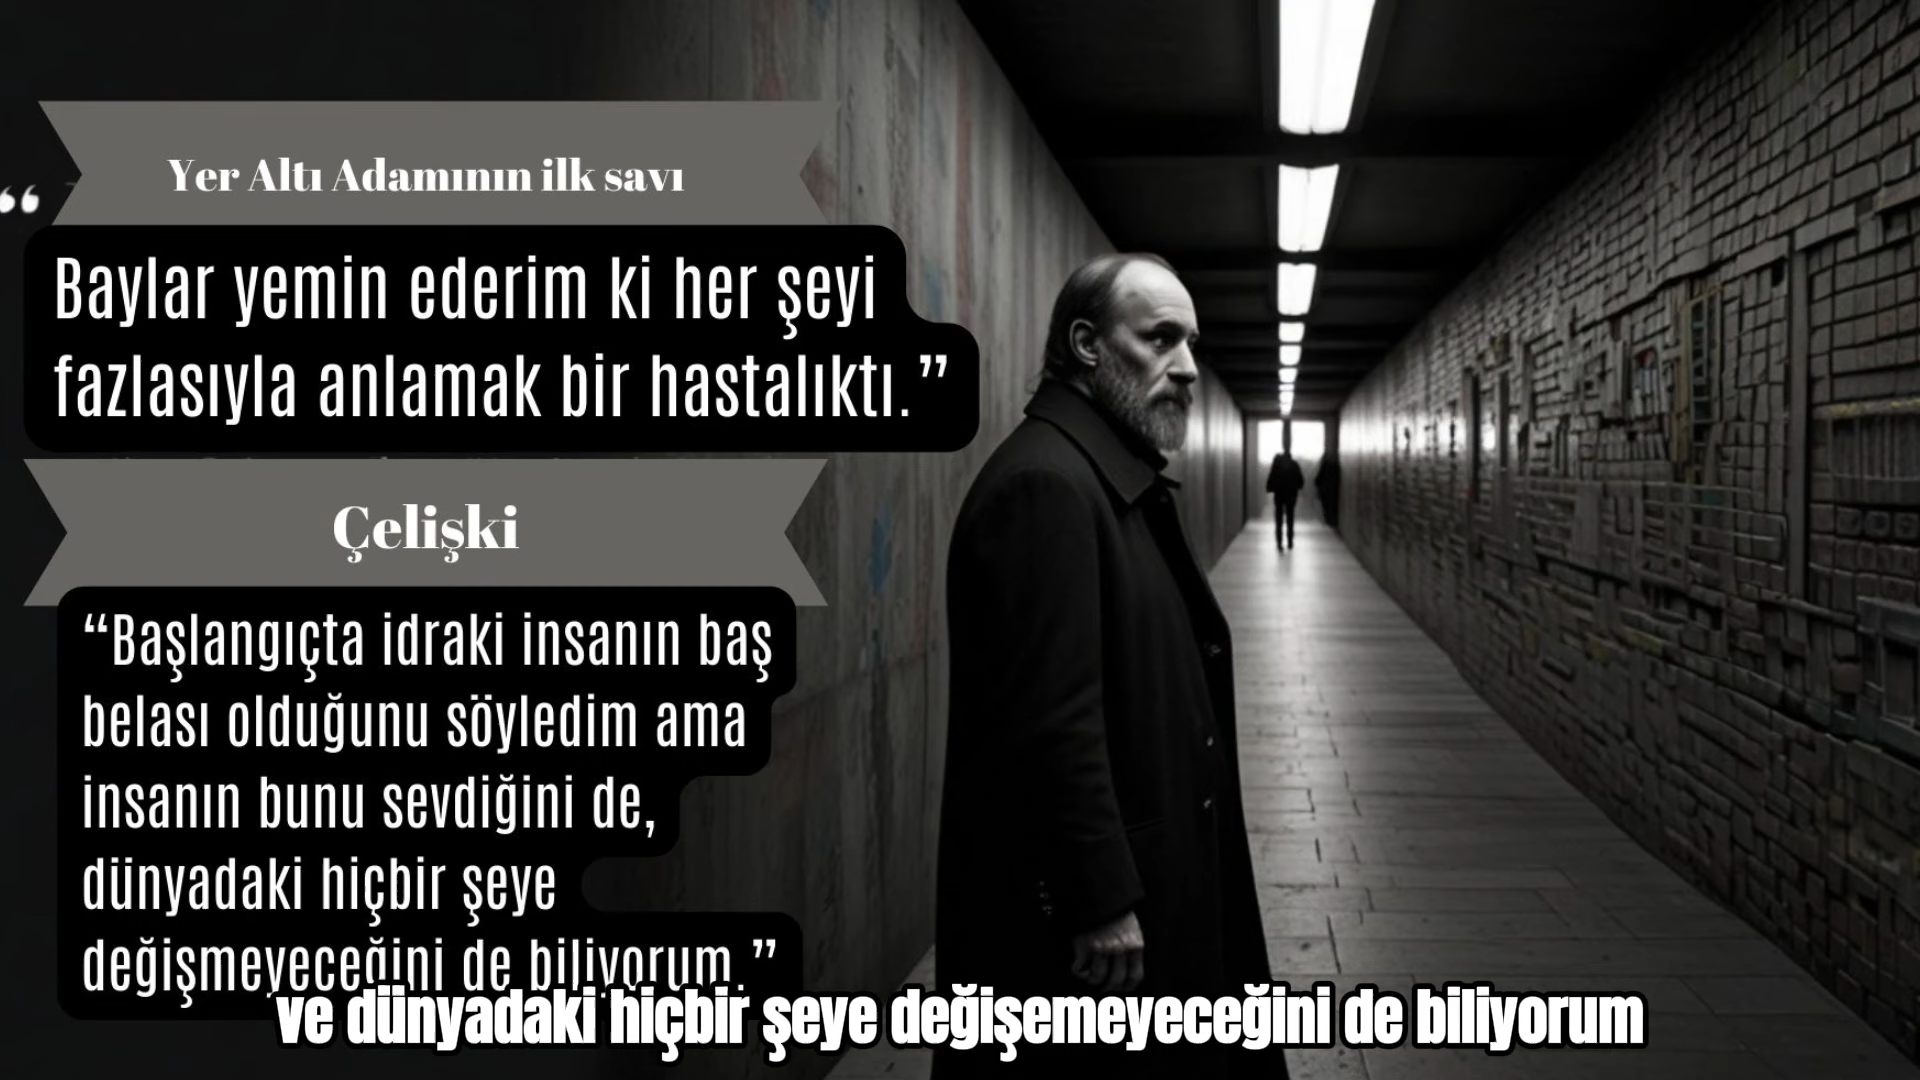 Yer Altı Adamının ilk savı
“
Baylar yemin ederim ki her şeyi
fazlasıyla anlamak bir hastalıktı.”
Çelişki
“Başlangıçta idraki insanın baş
belası olduğunu söyledim ama
insanın bunu sevdiğini de,
dünyadaki hiçbir şeye
değişmeyeceğini de biliyorum.”
ve dünyadaki hiçbir şeye değişemeyeceğini de biliyorum